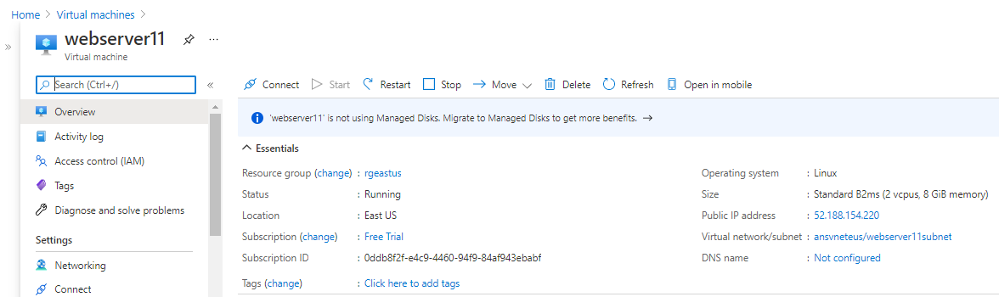 Home > Virtual machines >
webserver11
Virtual machine
Search (Ctrl+/)
Overview
Activity log
Access control (IAM)
Tags
Diagnose and solve problems
Settings
Networking
Connect
Connect Start Restart Stop Move Delete Refresh Open in mobile
'webserver11' is not using Managed Disks. Migrate to Managed Disks to get more benefits. →
Essentials
Resource group (change) : rgeastus
Status : Running
Location : East US
Subscription (change) : Free Trial
Subscription ID : 0ddb8f2f-e4c9-4460-94f9-84af943ebabf
Tags (change) : Click here to add tags
Operating system : Linux
Size : Standard B2ms (2 vcpus, 8 GiB memory)
Public IP address : 52.188.154.220
Virtual network/subnet : ansvneteus/webserver11subnet
DNS name : Not configured